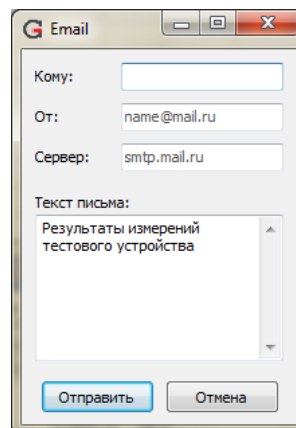 Email
Кому:
От: name@mail.ru
Сервер: smtp.mail.ru
Текст письма:
Результаты измерений
тестового устройства
Отправить Отмена